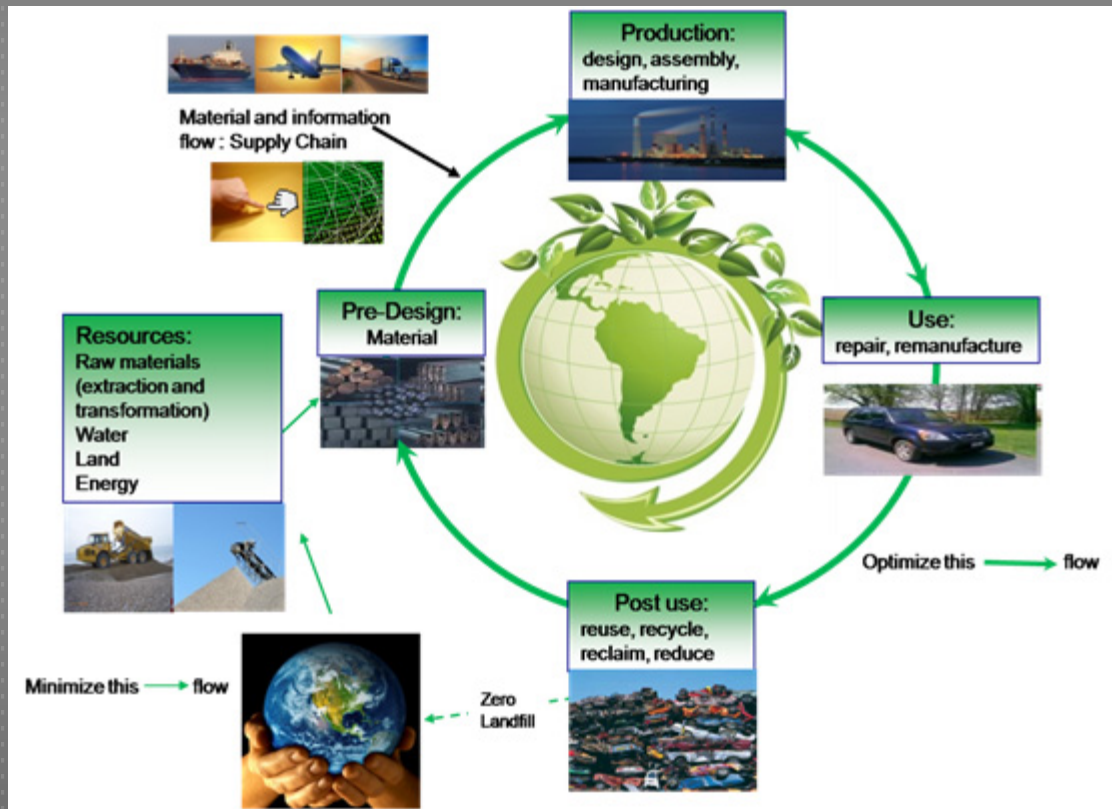 Production:
design, assembly,
manufacturing
Material and information
flow : Supply Chain
Pre-Design:
Material
Resources:
Raw materials
(extraction and
transformation)
Water
Land
Energy
Use:
repair, remanufacture
Optimize this flow
Post use:
reuse, recycle,
reclaim, reduce
Minimize this flow
Zero
Landfill